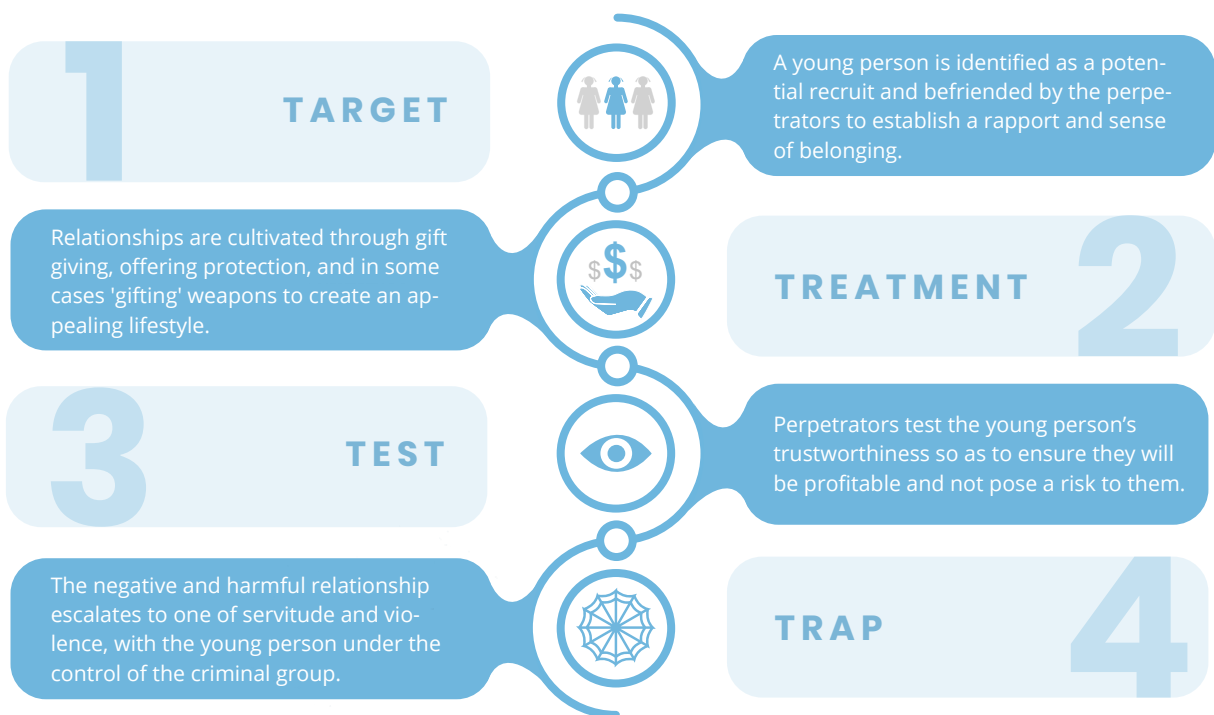 1
TARGET
A young person is identified as a poten-
tial recruit and befriended by the perpe-
trators to establish a rapport and sense
of belonging.
2
TREATMENT
Relationships are cultivated through gift
giving, offering protection, and in some
cases 'gifting' weapons to create an ap-
pealing lifestyle.
$$$
3
TEST
Perpetrators test the young person’s
trustworthiness so as to ensure they will
be profitable and not pose a risk to them.
4
TRAP
The negative and harmful relationship
escalates to one of servitude and vio-
lence, with the young person under the
control of the criminal group.